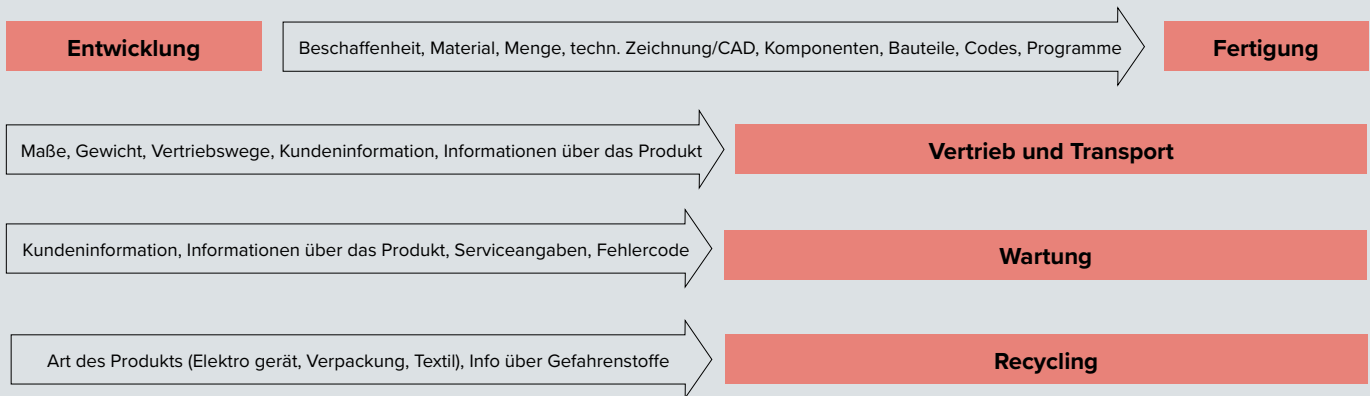 Entwicklung
Beschaffenheit, Material, Menge, techn. Zeichnung/CAD, Komponenten, Bauteile, Codes, Programme
Fertigung
Maße, Gewicht, Vertriebswege, Kundeninformation, Informationen über das Produkt
Vertrieb und Transport
Kundeninformation, Informationen über das Produkt, Serviceangaben, Fehlercode
Wartung
Art des Produkts (Elektro gerät, Verpackung, Textil), Info über Gefahrenstoffe
Recycling